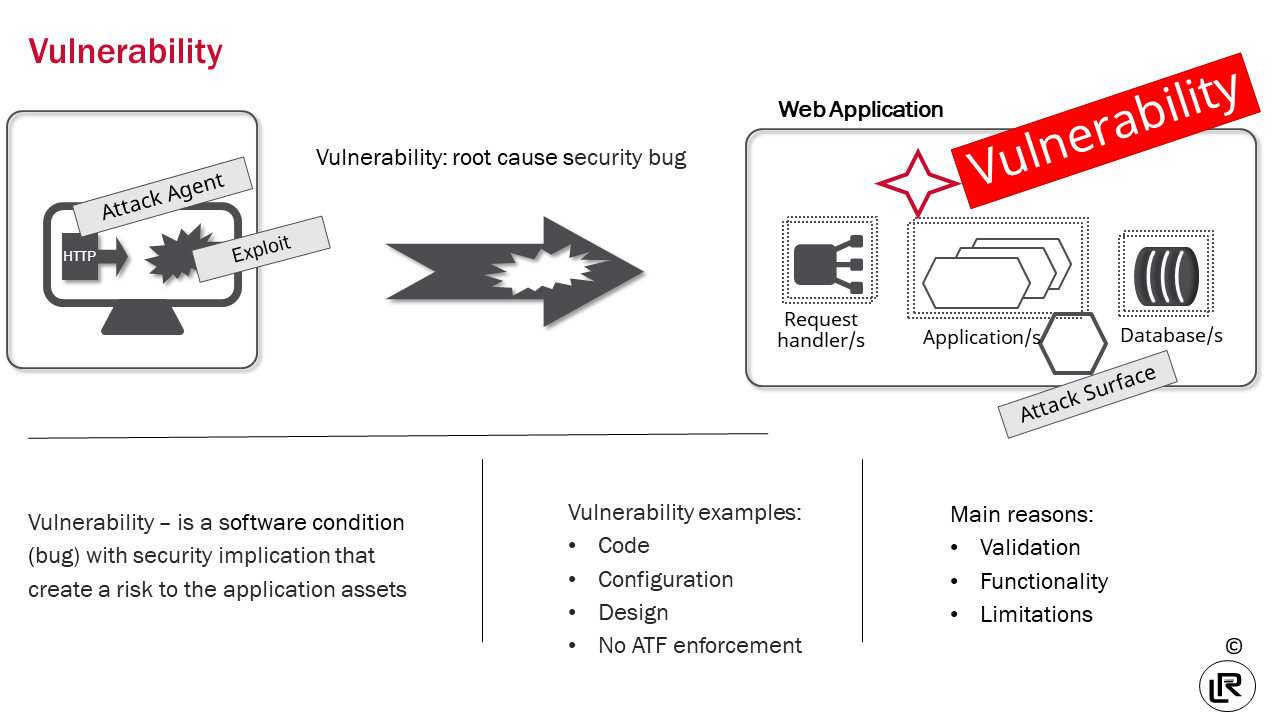 Vulnerability
Web Application
Vulnerability
Vulnerability: root cause security bug
Attack Agent
HTTP
Exploit
Request
handler/s
Application/s
Database/s
Attack Surface
Vulnerability – is a software condition
(bug) with security implication that
create a risk to the application assets
Vulnerability examples:
• Code
• Configuration
• Design
• No ATF enforcement
Main reasons:
• Validation
• Functionality
• Limitations
©
LR